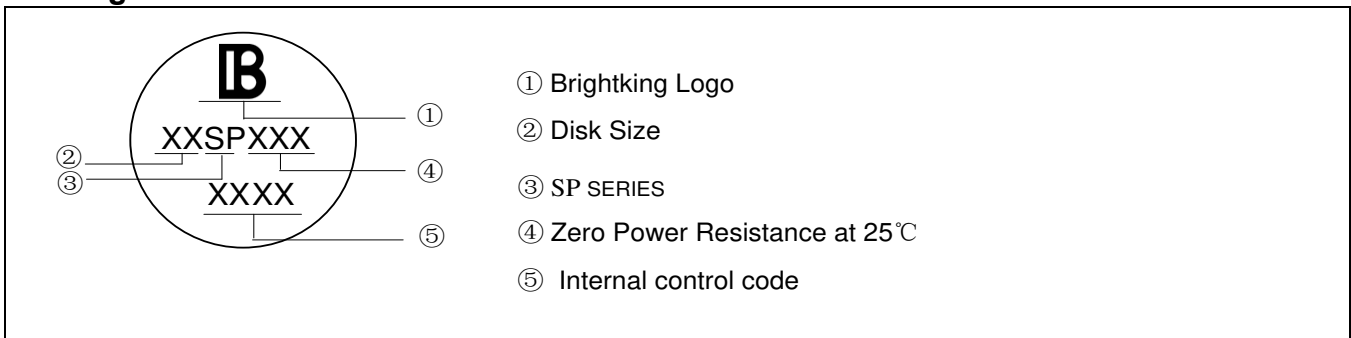 B
① Brightking Logo
①
XXSPXXX
② Disk Size
②
④
③
③ SP SERIES
XXXX
⑤
④ Zero Power Resistance at 25℃
⑤ Internal control code